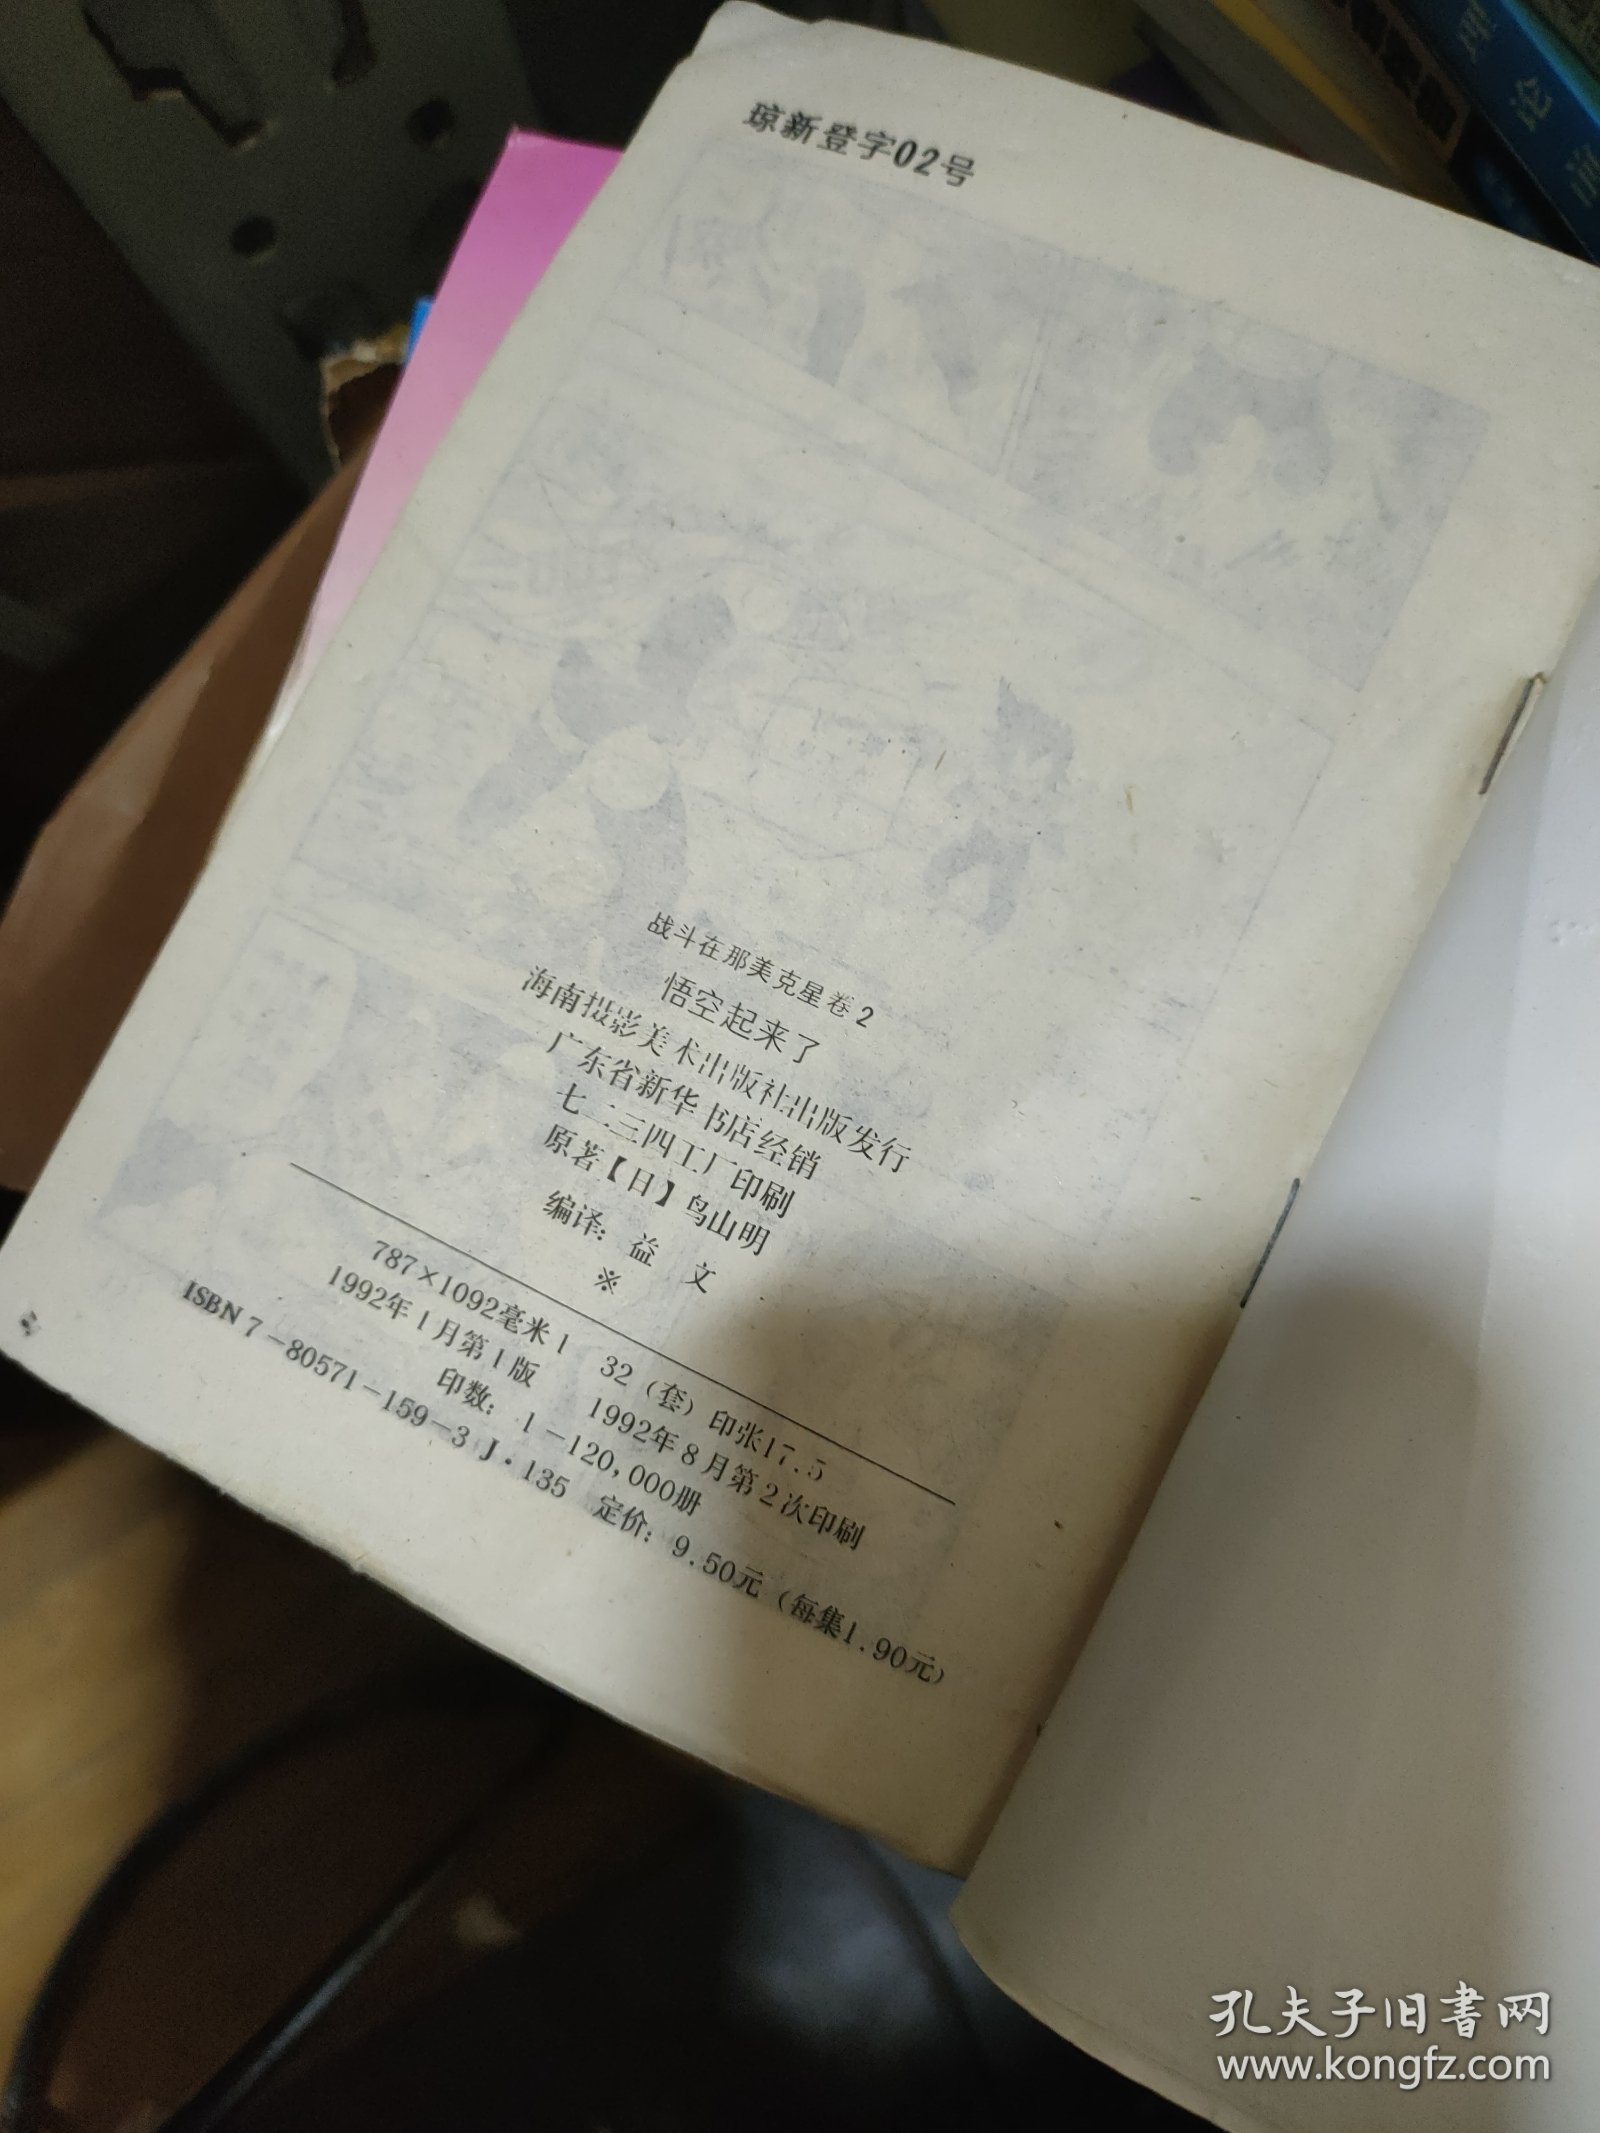 琼新登字02号
战斗在那美克星卷2
悟空起来了
海南摄影美术出版社出版发行
广东省新华书店经销
七二三四工厂印刷
原著【日】鸟山明
编译：益 文
※
787×1092毫米1 32（套）印张17.5
1992年1月第1版 1992年8月第2次印刷
印数：1－120,000册
ISBN 7－80571－159－3 J·135 定价：9.50元（每集1.90元）
理论
孔夫子旧书网
www.kongfz.com